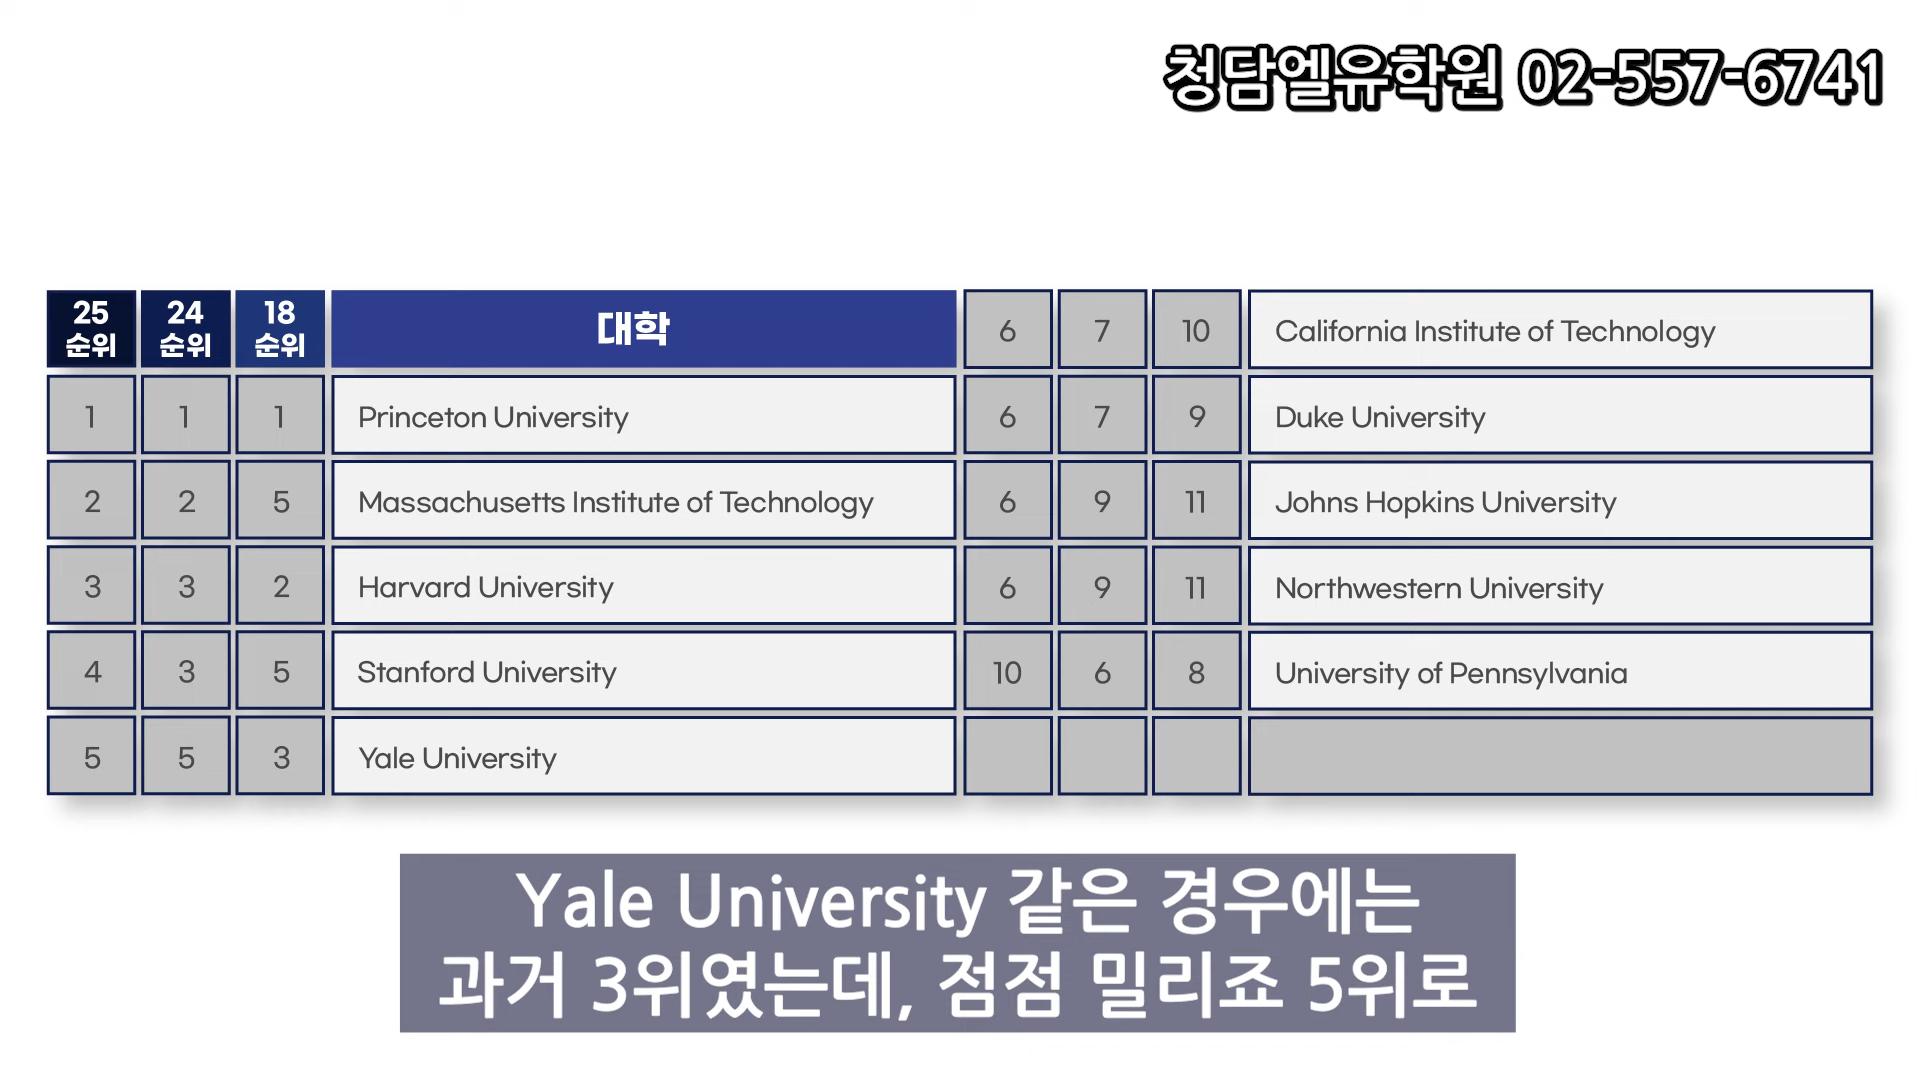 청담엘유학원 02-557-6741
25 순위 24 순위 18 순위 대학
1 1 1 Princeton University
2 2 5 Massachusetts Institute of Technology
3 3 2 Harvard University
4 3 5 Stanford University
5 5 3 Yale University
6 7 10 California Institute of Technology
6 7 9 Duke University
6 9 11 Johns Hopkins University
6 9 11 Northwestern University
10 6 8 University of Pennsylvania
Yale University 같은 경우에는
과거 3위였는데, 점점 밀리죠 5위로